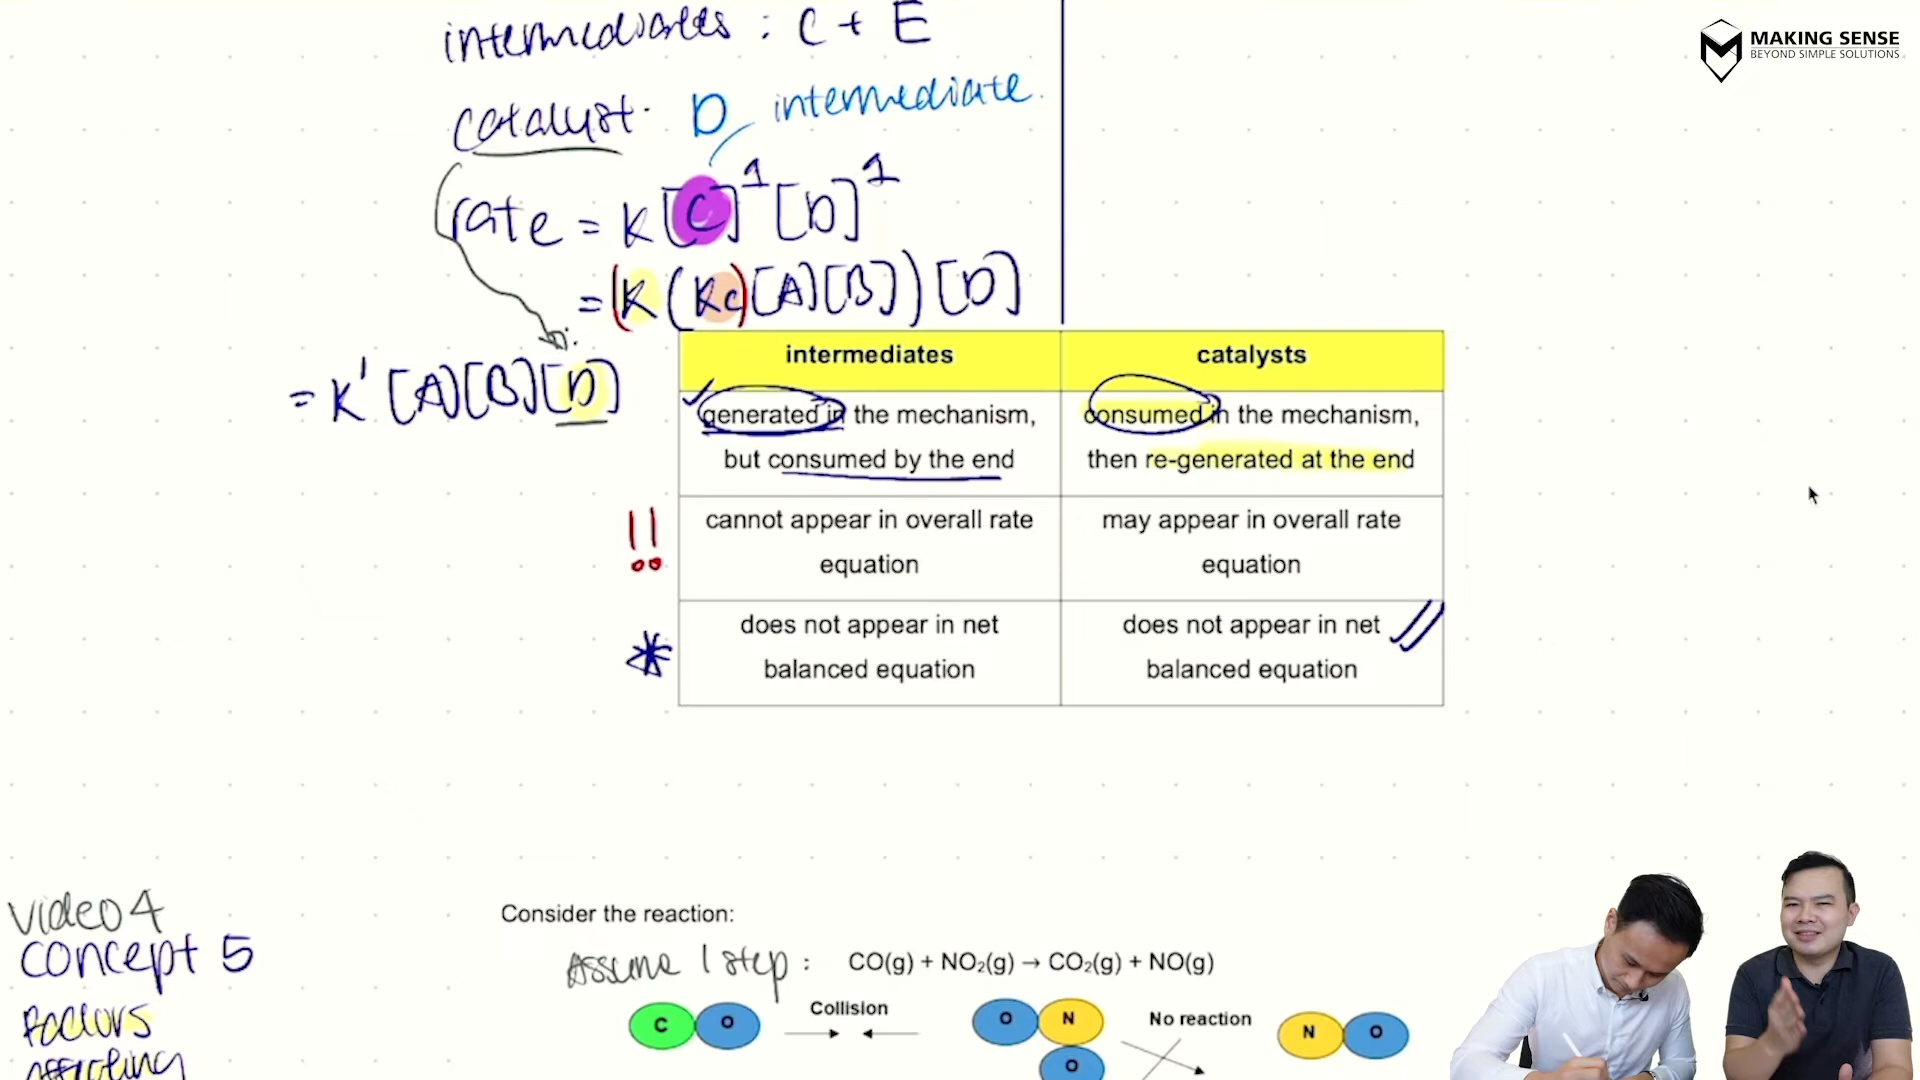 intermediates : C + E
MAKING SENSE
BEYOND SIMPLE SOLUTIONS
catalyst. D intermediate.
rate = K[C]¹[D]¹
= (K(Kc)[A][B])[D]
= K'[A][B][D]
intermediates
catalysts
generated in the mechanism,
but consumed by the end
consumed in the mechanism,
then re-generated at the end
!! cannot appear in overall rate
equation
may appear in overall rate
equation
* does not appear in net
balanced equation
does not appear in net
balanced equation
video 4
concept 5
factors
affecting
Consider the reaction:
Assume 1 step : CO(g) + NO₂(g) → CO₂(g) + NO(g)
Collision
No reaction
C O
O N
O
N O